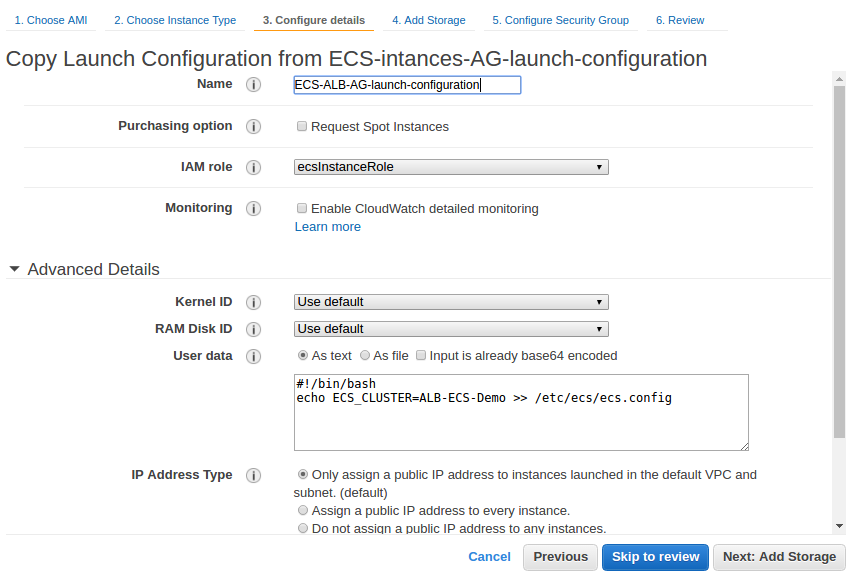 1. Choose AMI 2. Choose Instance Type 3. Configure details 4. Add Storage 5. Configure Security Group 6. Review
Copy Launch Configuration from ECS-intances-AG-launch-configuration
Name i ECS-ALB-AG-launch-configuration
Purchasing option i Request Spot Instances
IAM role i ecsInstanceRole
Monitoring i Enable CloudWatch detailed monitoring
Learn more
Advanced Details
Kernel ID i Use default
RAM Disk ID i Use default
User data i As text As file Input is already base64 encoded
#!/bin/bash
echo ECS_CLUSTER=ALB-ECS-Demo >> /etc/ecs/ecs.config
IP Address Type i Only assign a public IP address to instances launched in the default VPC and
subnet. (default)
Assign a public IP address to every instance.
Do not assign a public IP address to any instances.
Cancel Previous Skip to review Next: Add Storage